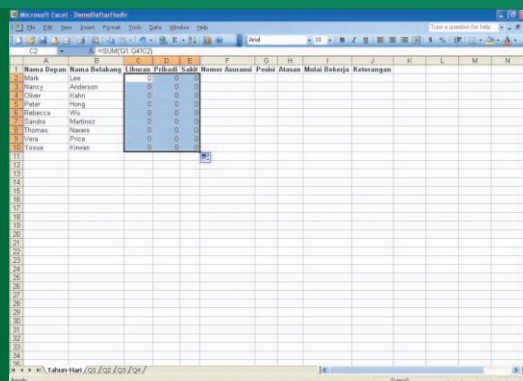 Microsoft Excel - DemoDaftarHadir
File Edit View Insert Format Tools Data Window Help
Type a question for help
Arial 10
C2 =SUM('Q1:Q4'!C2)
A B C D E F G H I J K L M N
1 Nama Depan Nama Belakang Liburan Pribadi Sakit Nomor Asuransi Posisi Atasan Mulai Bekerja Keterangan
2 Mark Lee 0 0 0
3 Nancy Anderson 0 0 0
4 Oliver Kahn 0 0 0
5 Peter Hong 0 0 0
6 Rebecca Wu 0 0 0
7 Sandra Martinez 0 0 0
8 Thomas Navarro 0 0 0
9 Vera Price 0 0 0
10 Yosua Kirwan 0 0 0
11
12
13
14
15
16
17
18
19
20
21
22
23
24
25
26
27
28
29
30
31
32
33
34
35
Tahun-Hari / Q1 / Q2 / Q3 / Q4 /
Ready